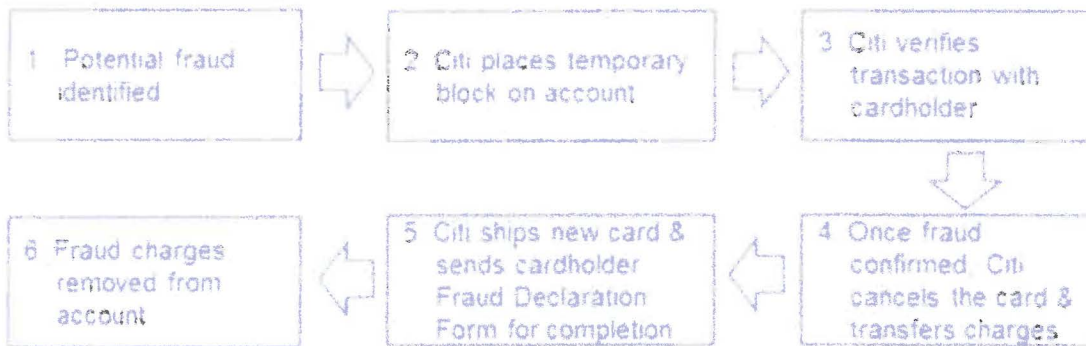 1 Potential fraud
identified
2 Citi places temporary
block on account
3 Citi verifies
transaction with
cardholder
4 Once fraud
confirmed, Citi
cancels the card &
transfers charges
5 Citi ships new card &
sends cardholder
Fraud Declaration
Form for completion
6 Fraud charges
removed from
account